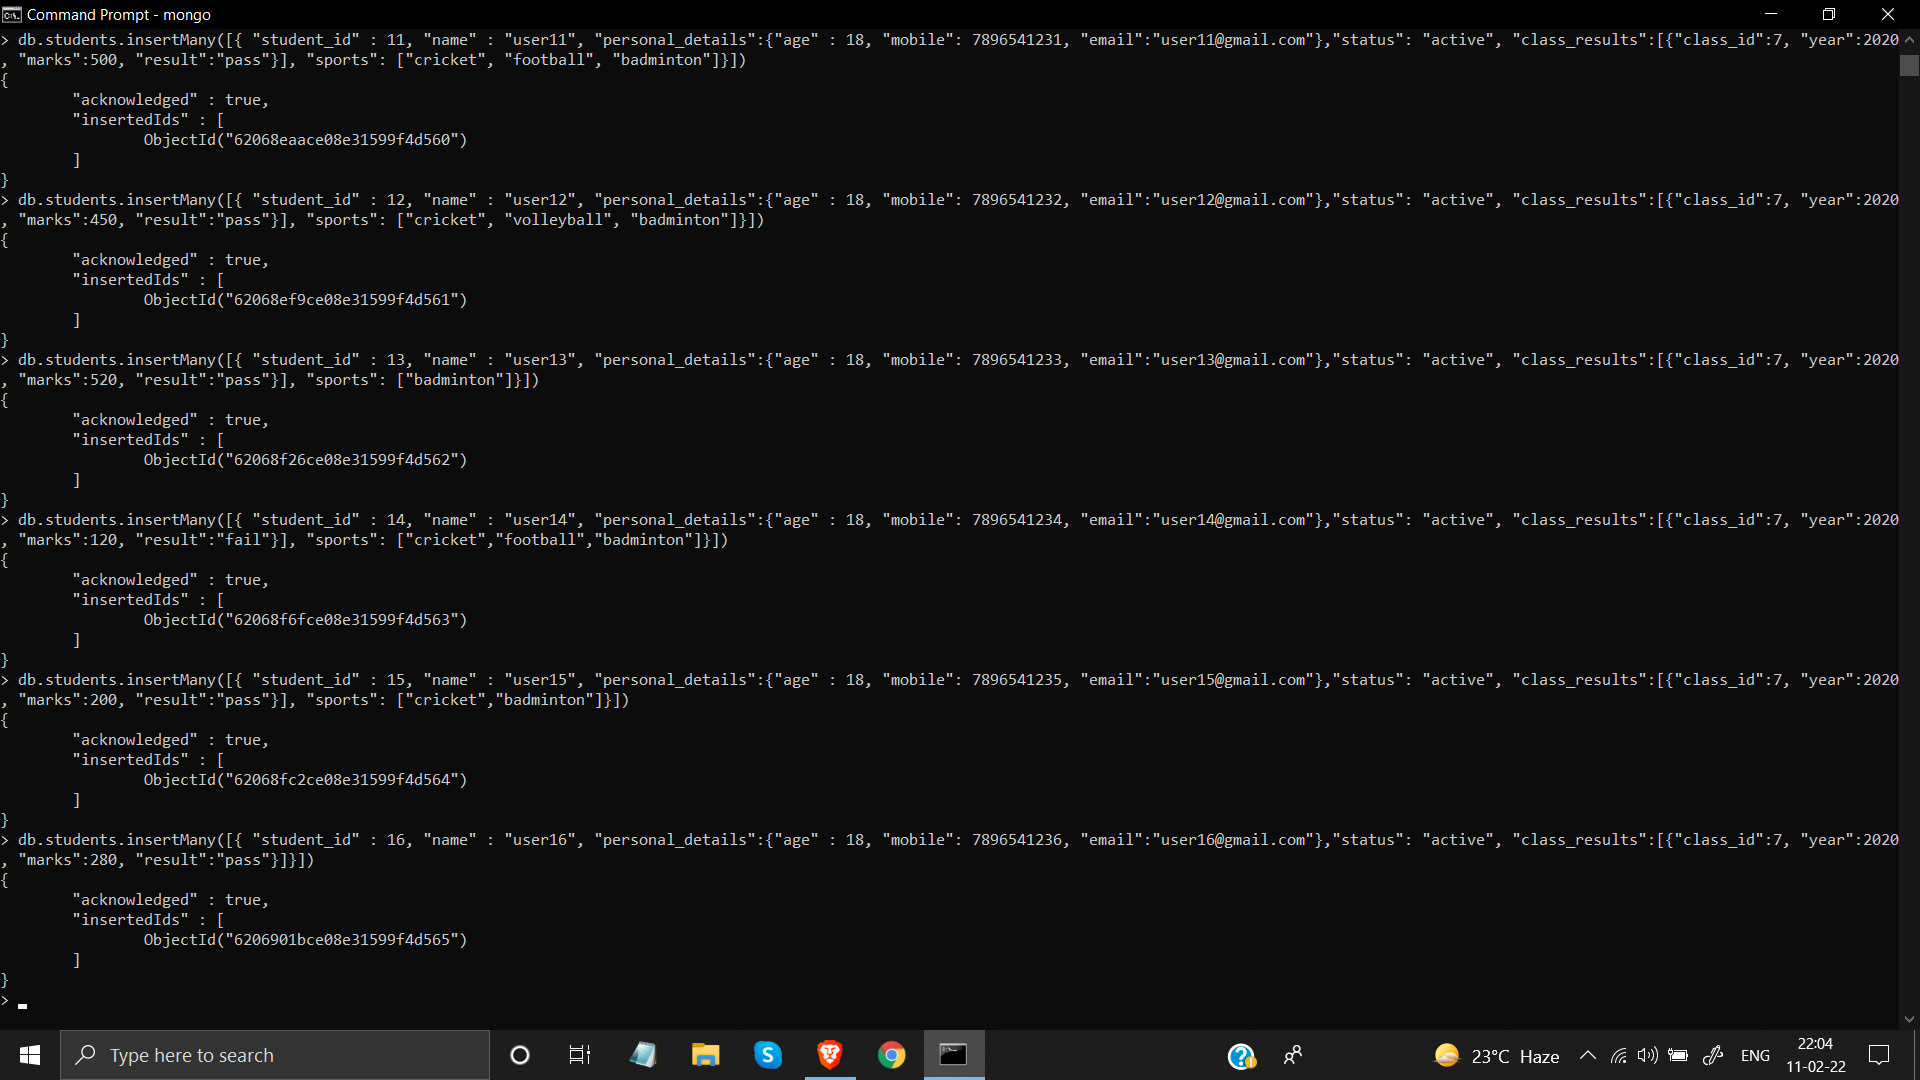 Command Prompt - mongo
> db.students.insertMany([{ "student_id" : 11, "name" : "user11", "personal_details":{"age" : 18, "mobile": 7896541231, "email":"user11@gmail.com"},"status": "active", "class_results":[{"class_id":7, "year":2020
, "marks":500, "result":"pass"}], "sports": ["cricket", "football", "badminton"]}])
{
        "acknowledged" : true,
        "insertedIds" : [
                ObjectId("62068eaace08e31599f4d560")
        ]
}
> db.students.insertMany([{ "student_id" : 12, "name" : "user12", "personal_details":{"age" : 18, "mobile": 7896541232, "email":"user12@gmail.com"},"status": "active", "class_results":[{"class_id":7, "year":2020
, "marks":450, "result":"pass"}], "sports": ["cricket", "volleyball", "badminton"]}])
{
        "acknowledged" : true,
        "insertedIds" : [
                ObjectId("62068ef9ce08e31599f4d561")
        ]
}
> db.students.insertMany([{ "student_id" : 13, "name" : "user13", "personal_details":{"age" : 18, "mobile": 7896541233, "email":"user13@gmail.com"},"status": "active", "class_results":[{"class_id":7, "year":2020
, "marks":520, "result":"pass"}], "sports": ["badminton"]}])
{
        "acknowledged" : true,
        "insertedIds" : [
                ObjectId("62068f26ce08e31599f4d562")
        ]
}
> db.students.insertMany([{ "student_id" : 14, "name" : "user14", "personal_details":{"age" : 18, "mobile": 7896541234, "email":"user14@gmail.com"},"status": "active", "class_results":[{"class_id":7, "year":2020
, "marks":120, "result":"fail"}], "sports": ["cricket","football","badminton"]}])
{
        "acknowledged" : true,
        "insertedIds" : [
                ObjectId("62068f6fce08e31599f4d563")
        ]
}
> db.students.insertMany([{ "student_id" : 15, "name" : "user15", "personal_details":{"age" : 18, "mobile": 7896541235, "email":"user15@gmail.com"},"status": "active", "class_results":[{"class_id":7, "year":2020
, "marks":200, "result":"pass"}], "sports": ["cricket","badminton"]}])
{
        "acknowledged" : true,
        "insertedIds" : [
                ObjectId("62068fc2ce08e31599f4d564")
        ]
}
> db.students.insertMany([{ "student_id" : 16, "name" : "user16", "personal_details":{"age" : 18, "mobile": 7896541236, "email":"user16@gmail.com"},"status": "active", "class_results":[{"class_id":7, "year":2020
, "marks":280, "result":"pass"}]}])
{
        "acknowledged" : true,
        "insertedIds" : [
                ObjectId("6206901bce08e31599f4d565")
        ]
}
>
Type here to search
23°C Haze
ENG
22:04
11-02-22